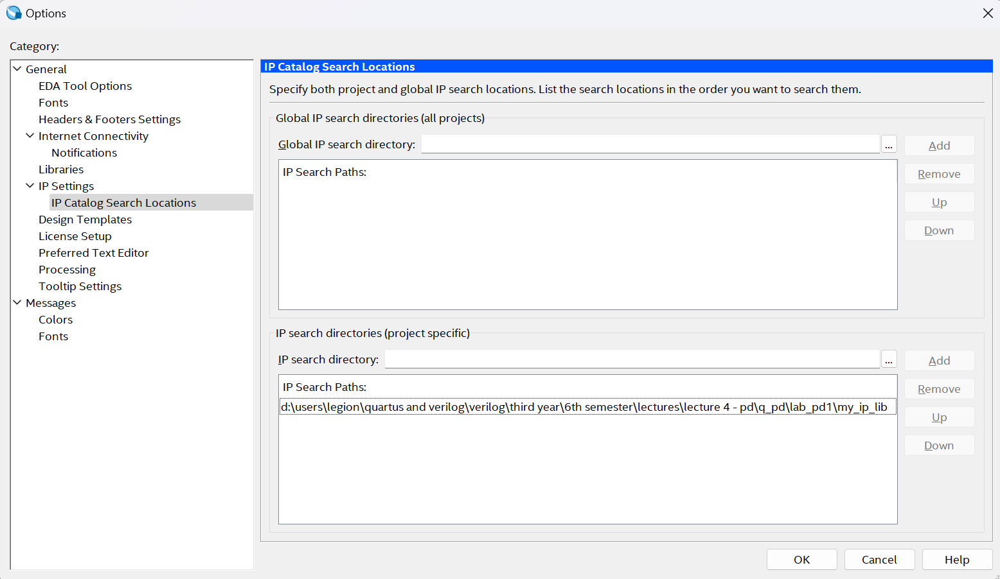 Options
Category:
General
EDA Tool Options
Fonts
Headers & Footers Settings
Internet Connectivity
Notifications
Libraries
IP Settings
IP Catalog Search Locations
Design Templates
License Setup
Preferred Text Editor
Processing
Tooltip Settings
Messages
Colors
Fonts
IP Catalog Search Locations
Specify both project and global IP search locations. List the search locations in the order you want to search them.
Global IP search directories (all projects)
Global IP search directory:
...
Add
IP Search Paths:
Remove
Up
Down
IP search directories (project specific)
IP search directory:
...
Add
IP Search Paths:
Remove
d:\users\legion\quartus and verilog\verilog\third year\6th semester\lectures\lecture 4 - pd\q_pd\lab_pd1\my_ip_lib
Up
Down
OK
Cancel
Help